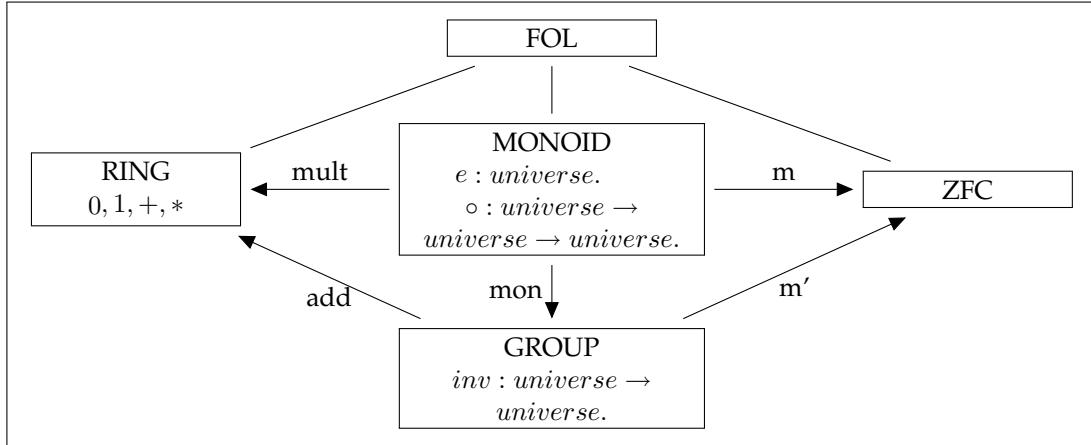 FOL
MONOID
e : universe.
∘ : universe →
universe → universe.
RING
0, 1, +, ∗
mult
m
ZFC
mon
add
m'
GROUP
inv : universe →
universe.